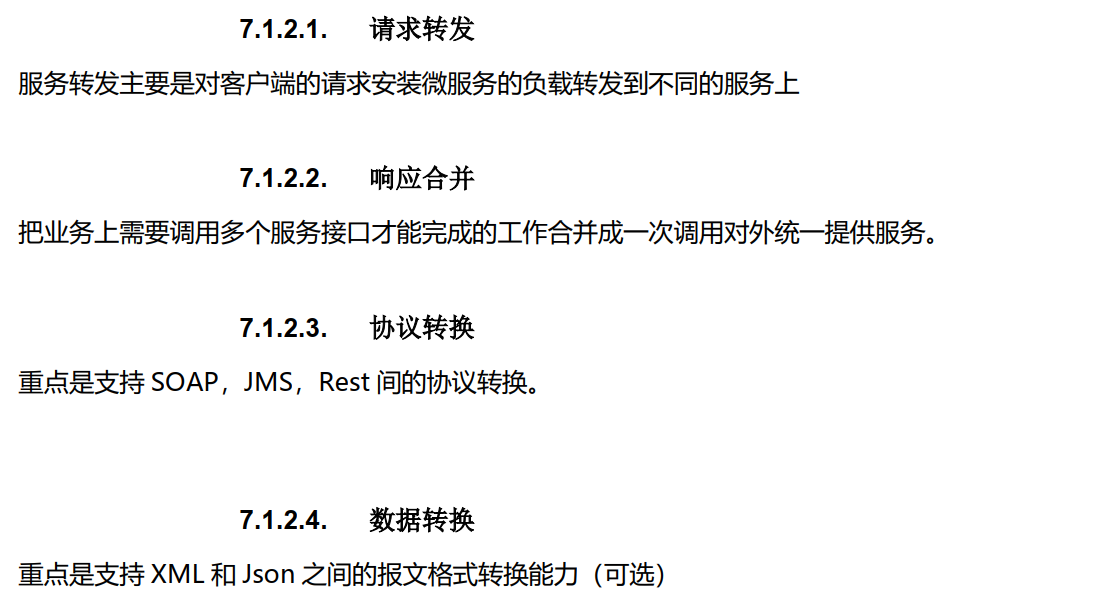 7.1.2.1. 请求转发
服务转发主要是对客户端的请求安装微服务的负载转发到不同的服务上
7.1.2.2. 响应合并
把业务上需要调用多个服务接口才能完成的工作合并成一次调用对外统一提供服务。
7.1.2.3. 协议转换
重点是支持 SOAP，JMS，Rest 间的协议转换。
7.1.2.4. 数据转换
重点是支持 XML 和 Json 之间的报文格式转换能力（可选）